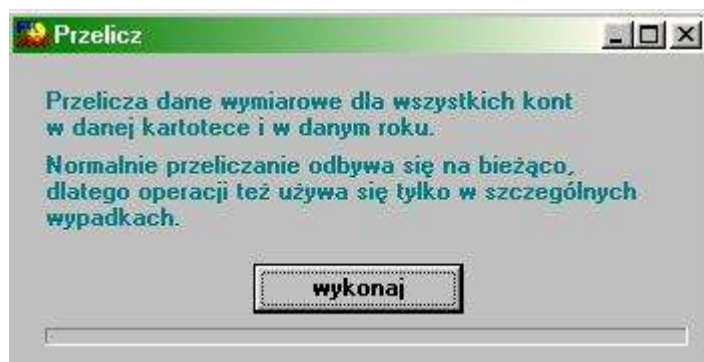 Przelicz
Przelicza dane wymiarowe dla wszystkich kont
w danej kartotece i w danym roku.
Normalnie przeliczanie odbywa się na bieżąco,
dlatego operacji też używa się tylko w szczególnych
wypadkach.
wykonaj